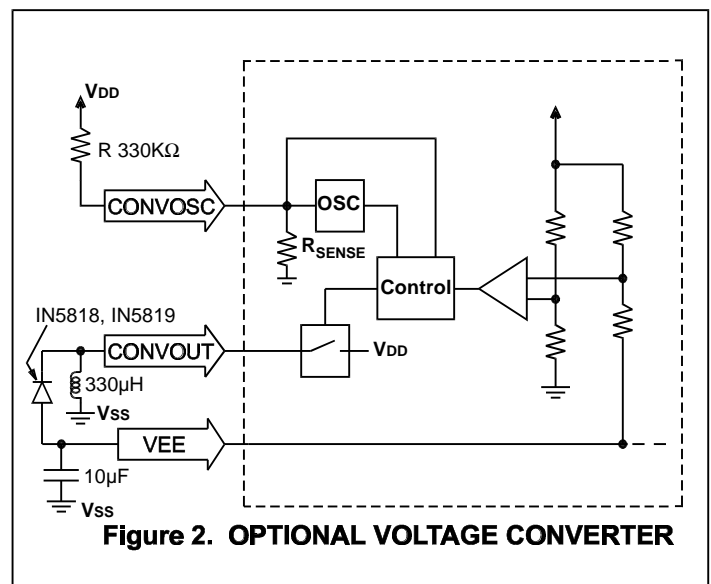 VDD
R 330KΩ
CONVOSC
OSC
RSENSE
Control
IN5818, IN5819
CONVOUT
VDD
330µH
VSS
VEE
10µF
VSS
Figure 2. OPTIONAL VOLTAGE CONVERTER